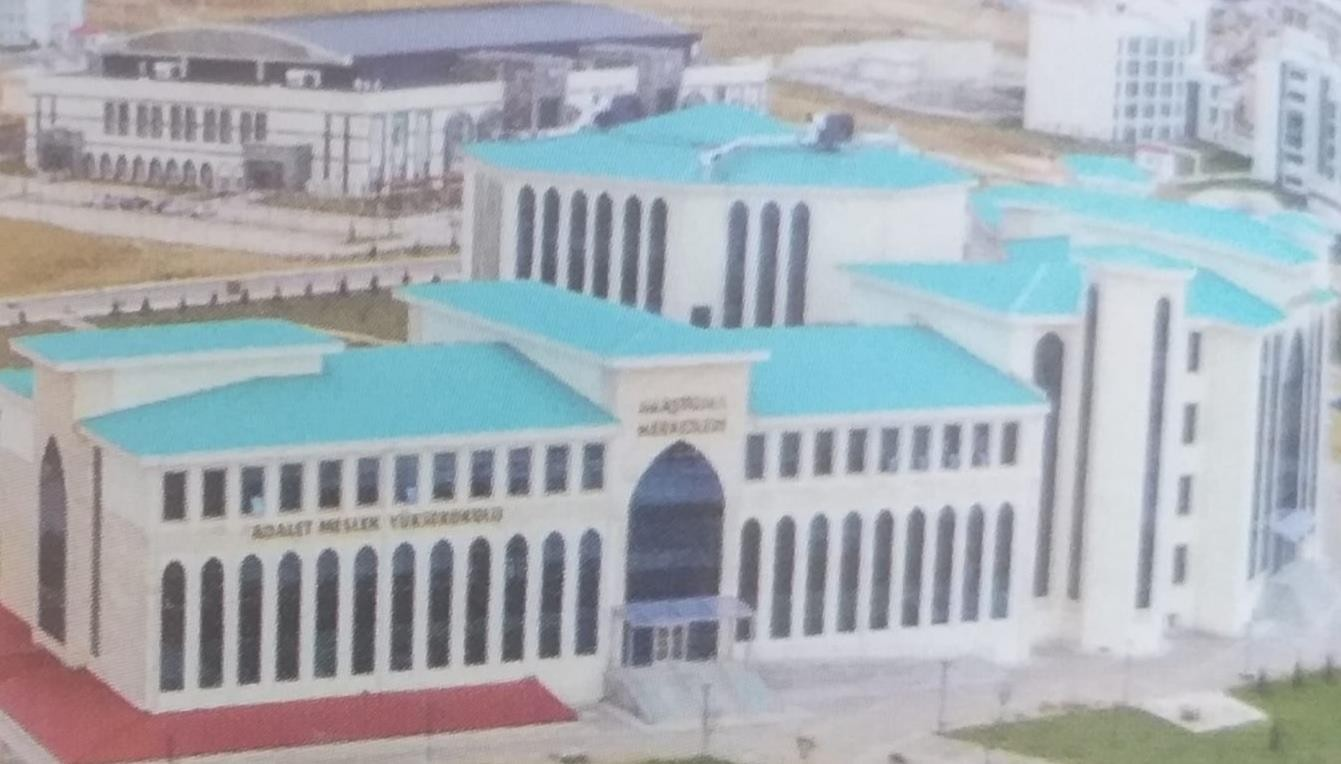 ARAŞTIRMA
MERKEZLERİ
ADALET MESLEK YÜKSEKOKULU